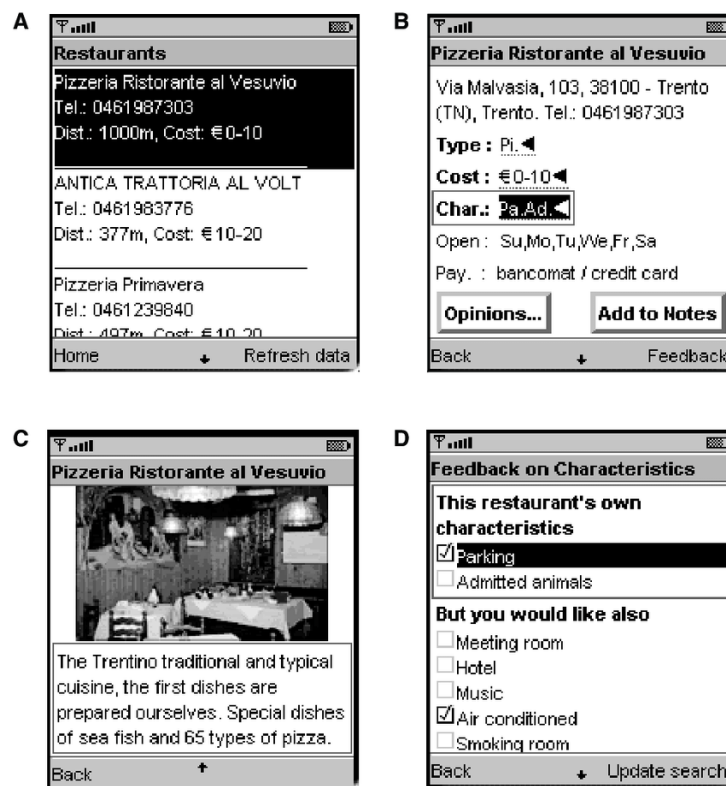 A
Restaurants
Pizzeria Ristorante al Vesuvio
Tel.: 0461987303
Dist.: 1000m, Cost: €0-10
ANTICA TRATTORIA AL VOLT
Tel.: 0461983776
Dist.: 377m, Cost: €10-20
Pizzeria Primavera
Tel.: 0461239840
Dist.: 497m, Cost: €10-20
Home Refresh data
B
Pizzeria Ristorante al Vesuvio
Via Malvasia, 103, 38100 - Trento
(TN), Trento. Tel.: 0461987303
Type : Pi.
Cost : €0-10
Char.: Pa.Ad.
Open : Su,Mo,Tu,We,Fr,Sa
Pay. : bancomat / credit card
Opinions... Add to Notes
Back Feedback
C
Pizzeria Ristorante al Vesuvio
The Trentino traditional and typical
cuisine, the first dishes are
prepared ourselves. Special dishes
of sea fish and 65 types of pizza.
Back
D
Feedback on Characteristics
This restaurant's own
characteristics
Parking
Admitted animals
But you would like also
Meeting room
Hotel
Music
Air conditioned
Smoking room
Back Update search